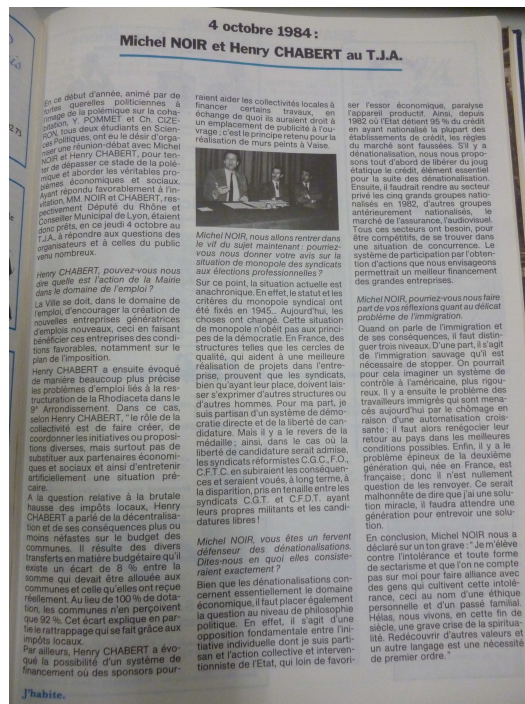 4 octobre 1984 :
Michel NOIR et Henry CHABERT au T.J.A.
En ce début d'année, animé par de
fortes querelles politiciennes à
l'image de la polémique sur la coha-
bitation, Y. POMMET et Ch. CIZE-
RON, tous deux étudiants en Scien-
ces Politiques, ont eu le désir d'orga-
niser une réunion-débat avec Michel
NOIR et Henry CHABERT, pour ten-
ter de dépasser ce stade de la polé-
mique et aborder les véritables pro-
blèmes, économiques et sociaux.
Ayant répondu favorablement à l'in-
vitation, MM. NOIR et CHABERT, res-
pectivement Député du Rhône et
Conseiller Municipal de Lyon, étaient
donc prêts, en ce jeudi 4 octobre au
T.J.A., à répondre aux questions des
organisateurs et à celles du public
venu nombreux.
Henry CHABERT, pouvez-vous nous
dire quelle est l'action de la Mairie
dans le domaine de l'emploi ?
La Ville se doit, dans le domaine de
l'emploi, d'encourager la création de
nouvelles entreprises génératrices
d'emplois nouveaux, ceci en faisant
bénéficier ces entreprises des condi-
tions favorables, notamment sur le
plan de l'imposition.
Henry CHABERT a ensuite évoqué
de manière beaucoup plus précise
les problèmes d'emploi liés à la res-
tructuration de la Rhodiaceta dans le
9e Arrondissement. Dans ce cas,
selon Henry CHABERT, "le rôle de la
collectivité est de faire créer, de
coordonner les initiatives ou proposi-
tions diverses, mais surtout pas de
substituer aux partenaires économi-
ques et sociaux et ainsi d'entretenir
artificiellement une situation pré-
caire.
A la question relative à la brutale
hausse des impôts locaux, Henry
CHABERT a parlé de la décentralisa-
tion et de ses conséquences plus ou
moins néfastes sur le budget des
communes. Il résulte des divers
transferts en matière budgétaire qu'il
existe un écart de 8 % entre la
somme qui devait être allouée aux
communes et celle qu'elles ont reçue
réellement. Au lieu de 100 % de dota-
tion, les communes n'en perçoivent
que 92 %. Cet écart explique en par-
tie le rattrapage qui se fait grâce aux
impôts locaux.
Par ailleurs, Henry CHABERT a évo-
qué la possibilité d'un système de
financement où des sponsors pour-
raient aider les collectivités locales à
financer certains travaux, en
échange de quoi ils auraient droit à
un emplacement de publicité à l'ou-
vrage ; c'est le principe retenu pour la
réalisation de murs peints à Vaise.
Michel NOIR, nous allons rentrer dans
le vif du sujet maintenant : pourriez-
vous nous donner votre avis sur la
situation de monopole des syndicats
aux élections professionnelles ?
Sur ce point, la situation actuelle est
anachronique. En effet, le statut et les
critères du monopole syndical ont
été fixés en 1945... Aujourd'hui, les
choses ont changé. Cette situation
de monopole n'obéit pas aux princi-
pes de la démocratie. En France, des
structures telles que les cercles de
qualité, qui aident à une meilleure
réalisation de projets dans l'entre-
prise, prouvent que les syndicats,
bien qu'ayant leur place, doivent lais-
ser s'exprimer d'autres structures ou
d'autres hommes. Pour ma part, je
suis partisan d'un système de démo-
cratie directe et de la liberté de can-
didature. Mais il y a le revers de la
médaille ; ainsi, dans le cas où la
liberté de candidature serait admise,
les syndicats réformistes C.G.C., F.O.,
C.F.T.C. en subiraient les conséquen-
ces et seraient voués, à long terme, à
la disparition, pris en tenaille entre les
syndicats C.G.T. et C.F.D.T. ayant
leurs propres militants et les candi-
datures libres !
Michel NOIR, vous êtes un fervent
défenseur des dénationalisations.
Dites-nous en quoi elles consiste-
raient exactement ?
Bien que les dénationalisations con-
cernent essentiellement le domaine
économique, il faut placer également
la question au niveau de philosophie
politique. En effet, il s'agit d'une
opposition fondamentale entre l'ini-
tiative individuelle dont je suis parti-
san et l'action collective et interven-
tionniste de l'Etat, qui loin de favori-
ser l'essor économique, paralyse
l'appareil productif. Ainsi, depuis
1982 où l'Etat détient 95 % du crédit
en ayant nationalisé la plupart des
établissements de crédit, les règles
du marché sont faussées. S'il y a
dénationalisation, nous nous propo-
sons tout d'abord de libérer du joug
étatique le crédit, élément essentiel
pour la suite des dénationalisations.
Ensuite, il faudrait rendre au secteur
privé les cinq grands groupes natio-
nalisés en 1982, d'autres groupes
antérieurement nationalisés, le
marché de l'assurance, l'audiovisuel.
Tous ces secteurs ont besoin, pour
être compétitifs, de se trouver dans
une situation de concurrence. Le
système de participation par l'obten-
tion d'actions que nous envisageons
permettrait un meilleur financement
des grandes entreprises.
Michel NOIR, pourriez-vous nous faire
part de vos réflexions quant au délicat
problème de l'immigration.
Quand on parle de l'immigration et
de ses conséquences, il faut distin-
guer trois niveaux. D'une part, il s'agit
de l'immigration sauvage qu'il est
nécessaire de stopper. On pourrait
pour cela imaginer un système de
contrôle à l'américaine, plus rigou-
reux. Il y a ensuite le problème des
travailleurs immigrés qui sont mena-
cés aujourd'hui par le chômage en
raison d'une automatisation crois-
sante ; il faut alors renégocier leur
retour au pays dans les meilleures
conditions possibles. Enfin, il y a le
problème épineux de la deuxième
génération qui, née en France, est
française ; donc il n'est nullement
question de les renvoyer. Ce serait
malhonnête de dire que j'ai une solu-
tion miracle, il faudra attendre une
génération pour entrevoir une solu-
tion.
En conclusion, Michel NOIR nous a
déclaré sur un ton grave : "Je m'élève
contre l'intolérance et toute forme
de sectarisme et que l'on ne compte
pas sur moi pour faire alliance avec
des gens qui cultivent cette intolé-
rance, ceci au nom d'une éthique
personnelle et d'un passé familial.
Hélas, nous vivons, en cette fin de
siècle, une grave crise de la spiritua-
lité. Redécouvrir d'autres valeurs et
un autre langage est une nécessité
de premier ordre."
J'habite.